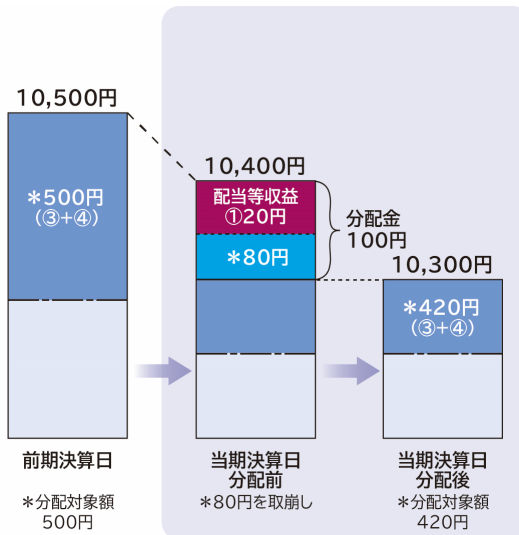 10,500円
＊500円
（③＋④）
前期決算日
＊分配対象額
500円
10,400円
配当等収益
①20円
＊80円
分配金
100円
当期決算日
分配前
＊80円を取崩し
10,300円
＊420円
（③＋④）
当期決算日
分配後
＊分配対象額
420円